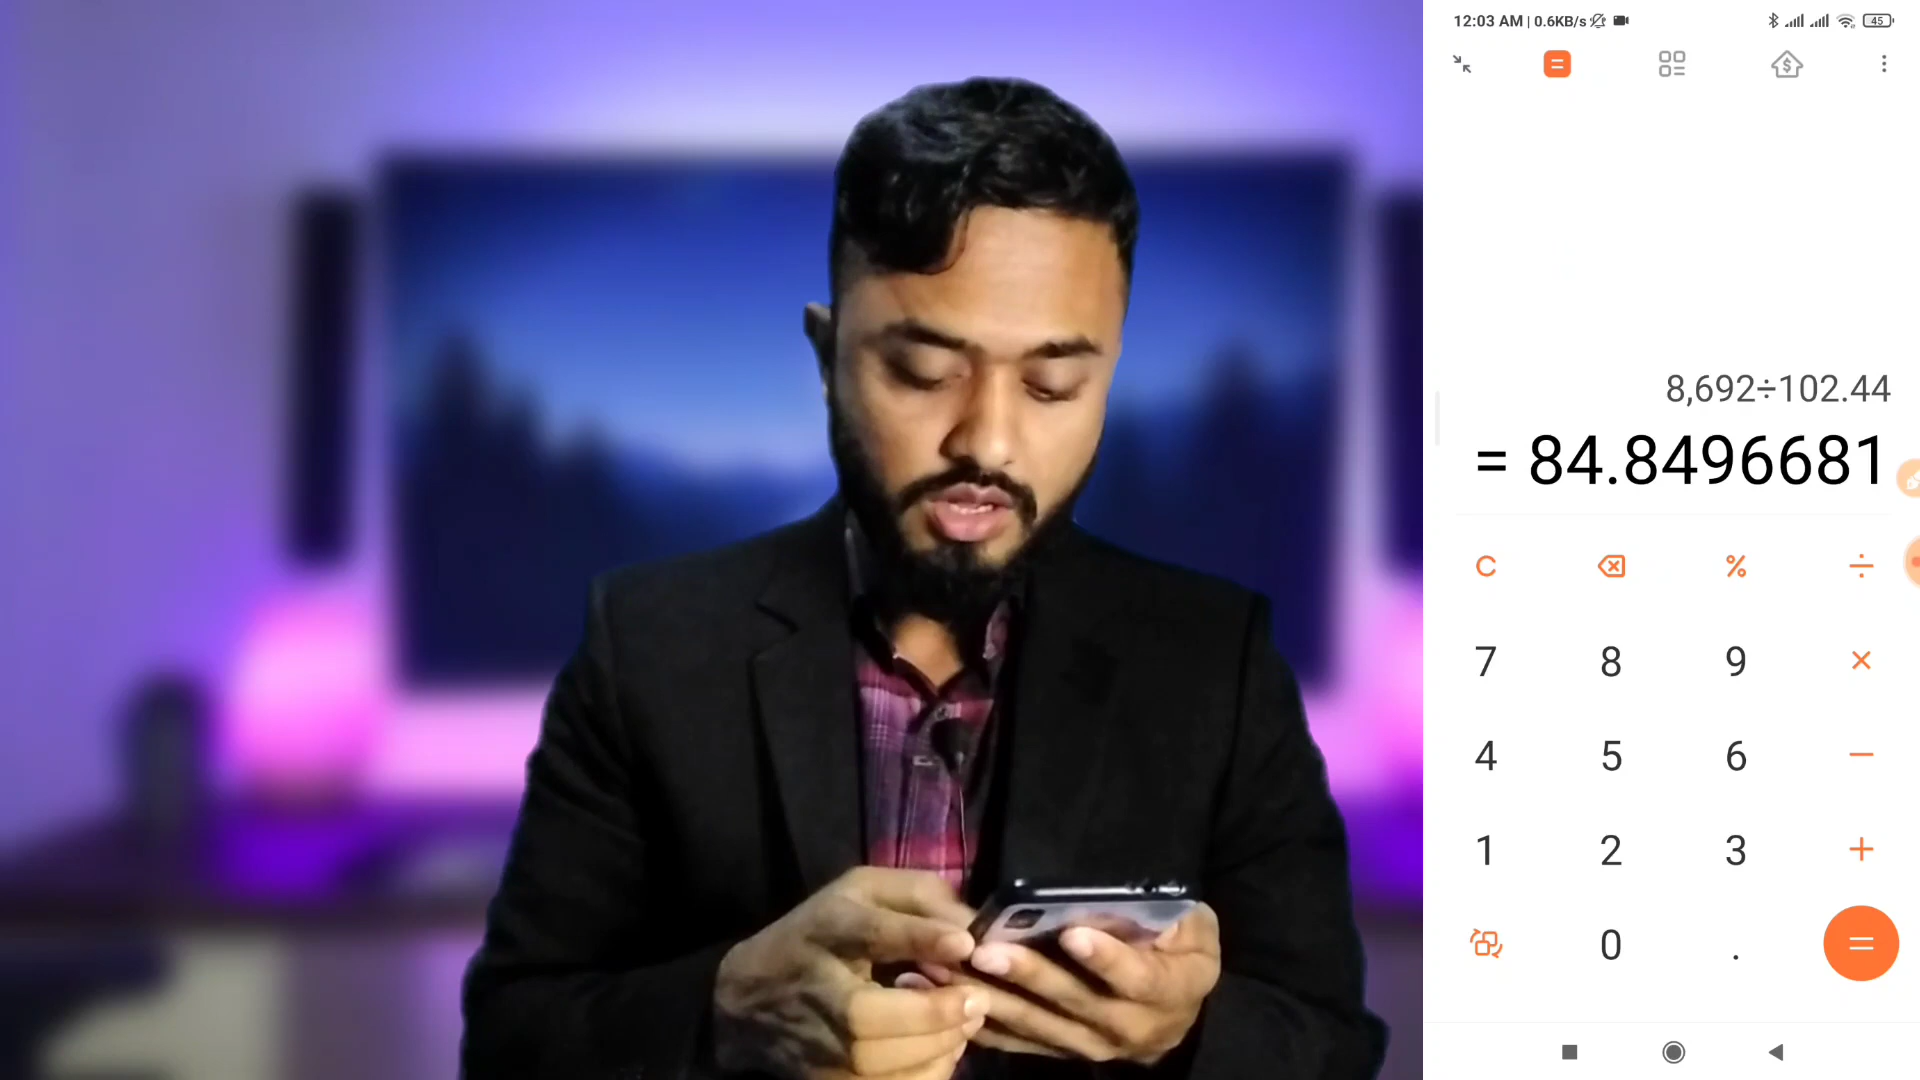 12:03 AM | 0.6KB/s 45
8,692÷102.44
= 84.8496681
C % ÷
7 8 9 ×
4 5 6 −
1 2 3 +
0 . =